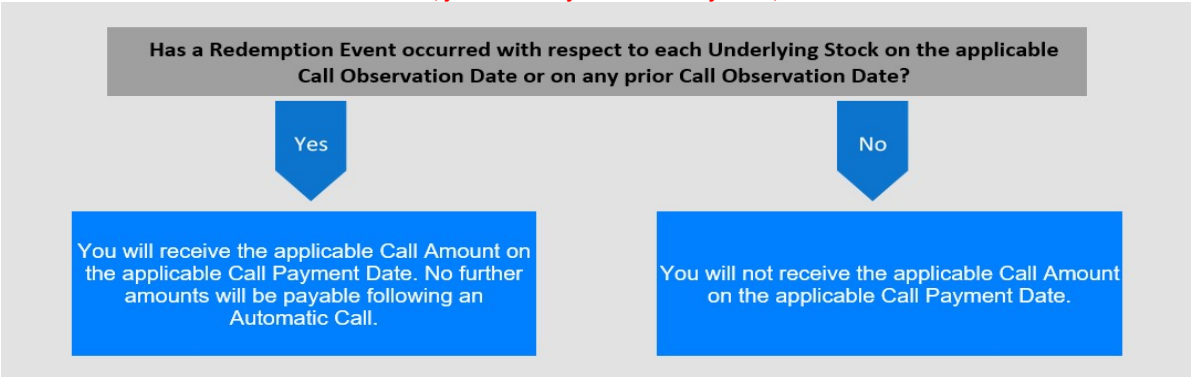 Has a Redemption Event occurred with respect to each Underlying Stock on the applicable
Call Observation Date or on any prior Call Observation Date?
Yes
No
You will receive the applicable Call Amount on
the applicable Call Payment Date. No further
amounts will be payable following an
Automatic Call.
You will not receive the applicable Call Amount
on the applicable Call Payment Date.